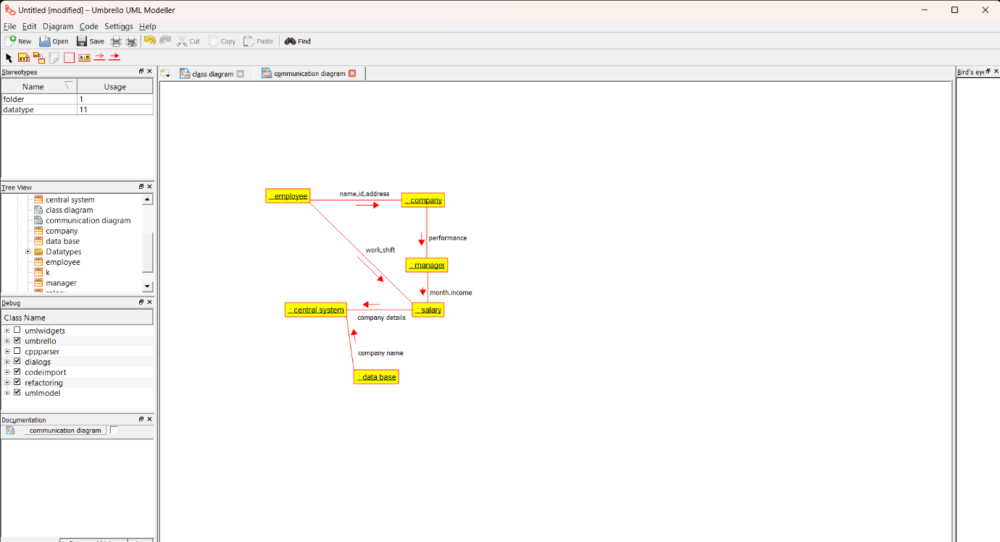 Untitled [modified] – Umbrello UML Modeller
File Edit Diagram Code Settings Help
New Open Save Cut Copy Paste Find
XYZ A:B
Stereotypes
Name Usage
folder 1
datatype 11
Tree View
central system
class diagram
communication diagram
company
data base
Datatypes
employee
k
manager
Debug
Class Name
umlwidgets
umbrello
cppparser
dialogs
codeimport
refactoring
umlmodel
Documentation
communication diagram
class diagram communication diagram
: employee
name,id,address
: company
performance
work,shift
: manager
month.income
: central system
: salary
company details
company name
: data base
Bird's eye